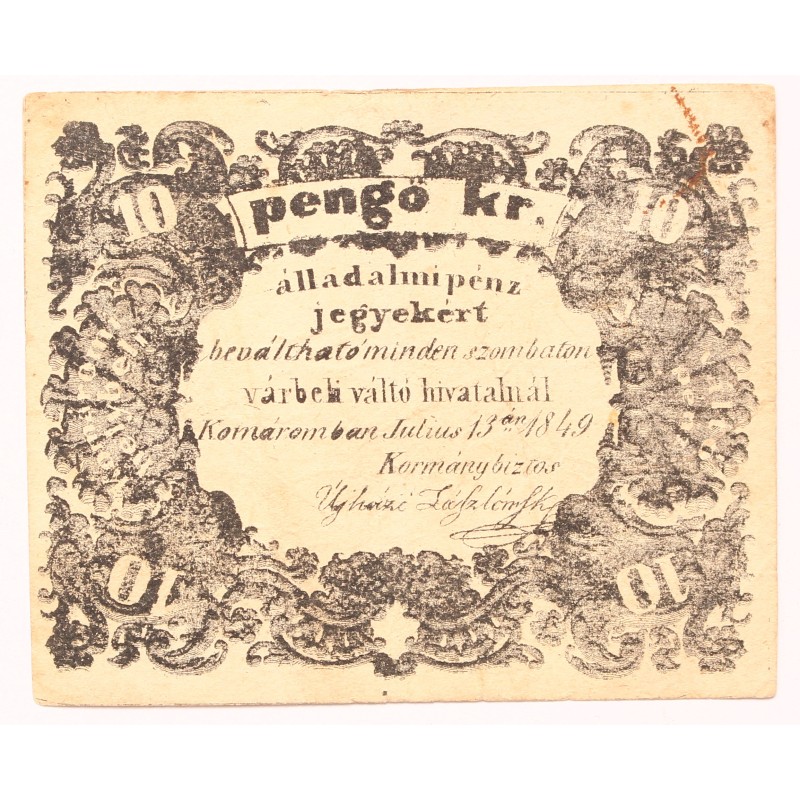 10 pengő kr. 10
álladalmi pénz
jegyekért
beváltható minden szombaton
várbeli váltó hivatalnál
Komáromban Julius 13án 1849
Kormánybiztos
Újházi László mk
10 10